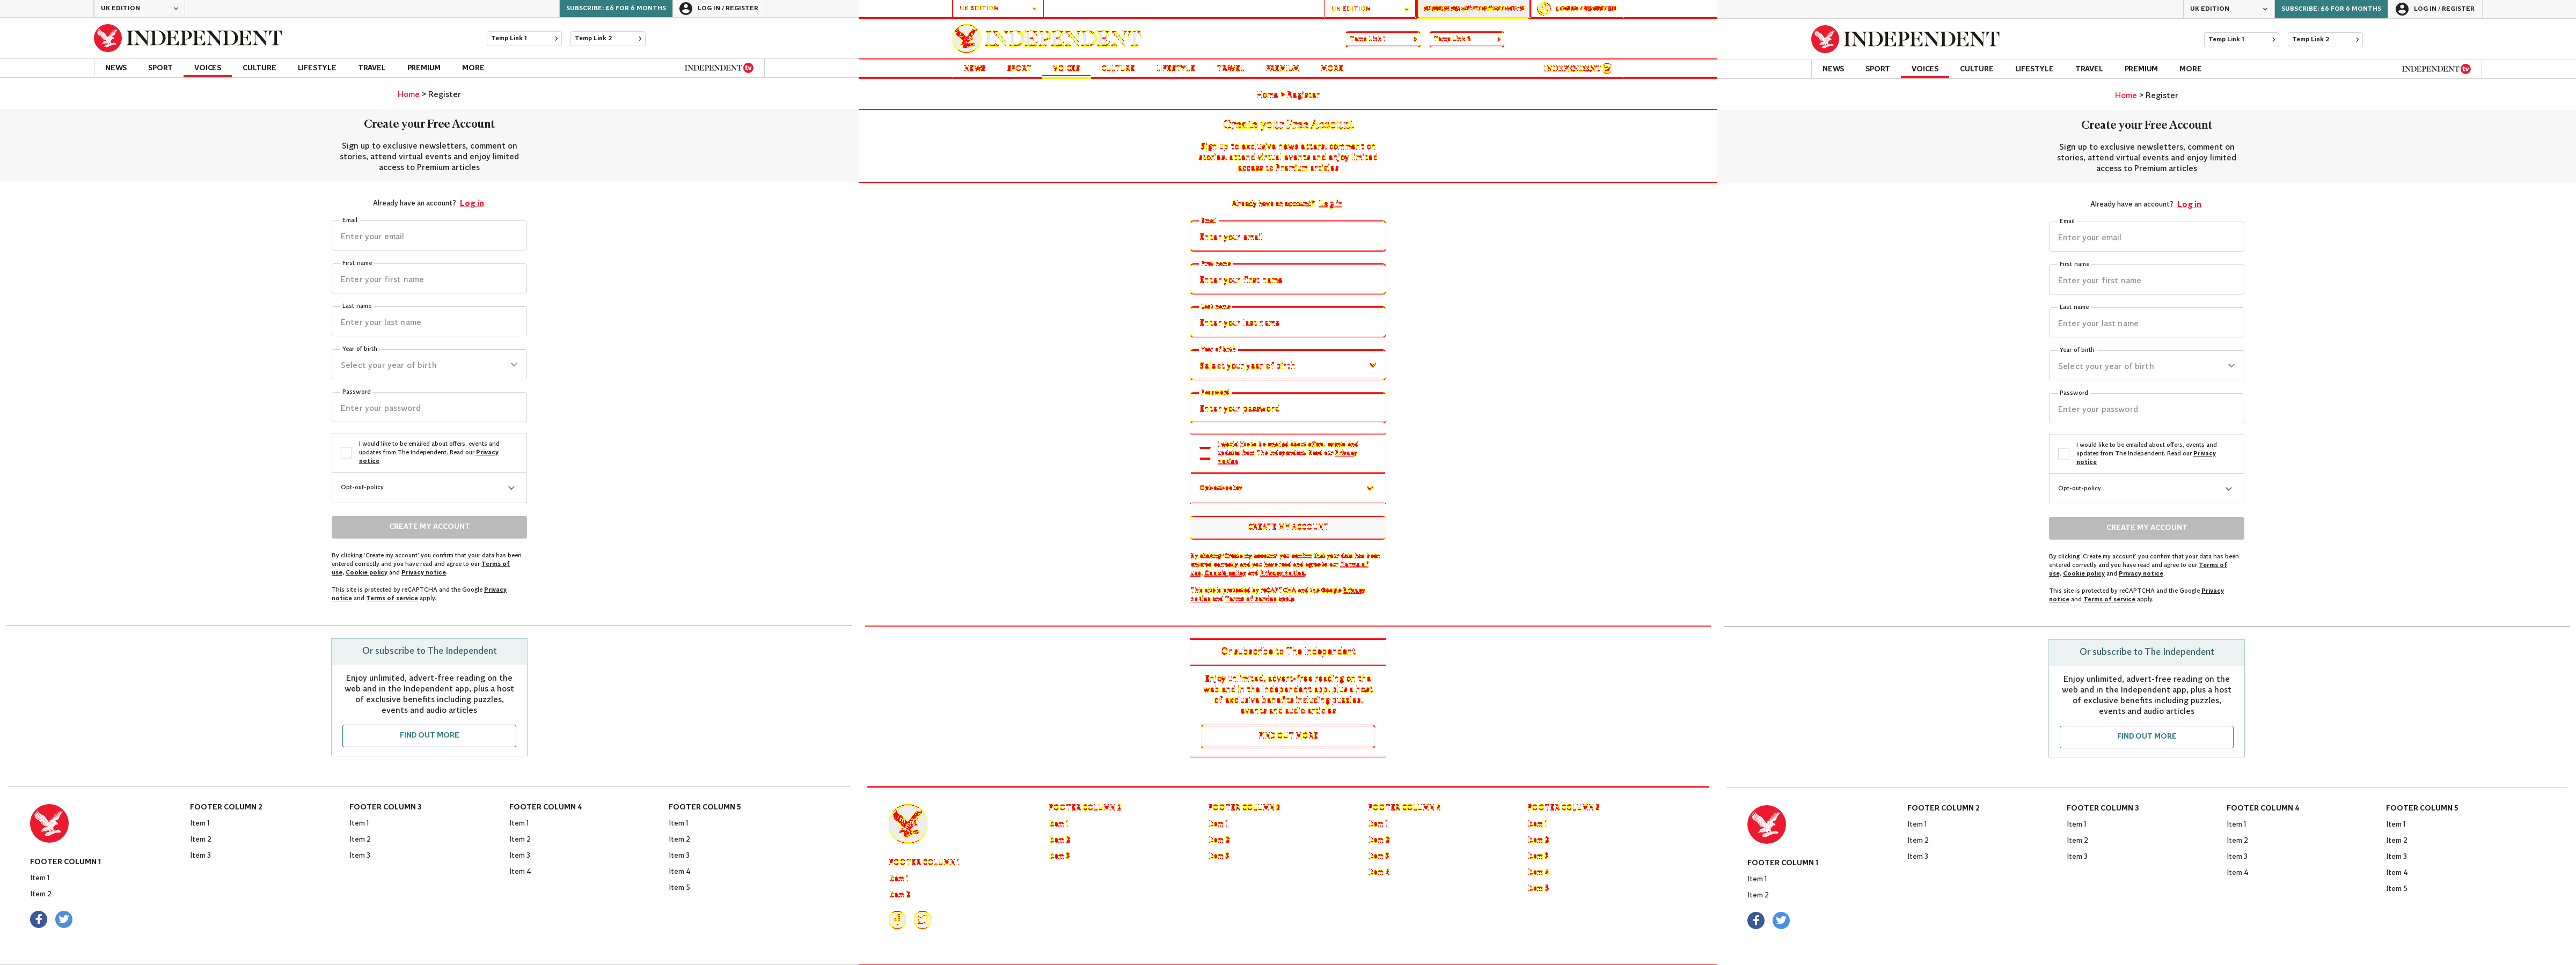 UK EDITION
SUBSCRIBE: £6 FOR 6 MONTHS
LOG IN / REGISTER
INDEPENDENT
Temp Link 1
Temp Link 2
NEWS SPORT VOICES CULTURE LIFESTYLE TRAVEL PREMIUM MORE
INDEPENDENT tv
Home > Register
Create your Free Account
Sign up to exclusive newsletters, comment on
stories, attend virtual events and enjoy limited
access to Premium articles
Already have an account? Log in
Email
Enter your email
First name
Enter your first name
Last name
Enter your last name
Year of birth
Select your year of birth
Password
Enter your password
I would like to be emailed about offers, events and
updates from The Independent. Read our Privacy
notice
Opt-out-policy
CREATE MY ACCOUNT
By clicking ‘Create my account’ you confirm that your data has been
entered correctly and you have read and agree to our Terms of
use, Cookie policy and Privacy notice.
This site is protected by reCAPTCHA and the Google Privacy
notice and Terms of service apply.
Or subscribe to The Independent
Enjoy unlimited, advert-free reading on the
web and in the Independent app, plus a host
of exclusive benefits including puzzles,
events and audio articles
FIND OUT MORE
FOOTER COLUMN 1
Item 1
Item 2
FOOTER COLUMN 2
Item 1
Item 2
Item 3
FOOTER COLUMN 3
Item 1
Item 2
Item 3
FOOTER COLUMN 4
Item 1
Item 2
Item 3
Item 4
FOOTER COLUMN 5
Item 1
Item 2
Item 3
Item 4
Item 5
UK EDITION
UK EDITION
LOG IN / REGISTER
INDEPENDENT
Temp Link 1
NEWS SPORT VOICES CULTURE LIFESTYLE TRAVEL PREMIUM MORE
INDEPENDENT
Home > Register
Create your Free Account
Sign up to exclusive newsletters, comment on
stories, attend virtual events and enjoy limited
access to Premium articles
Already have an account? Log in
Email
Enter your email
First name
Enter your first name
Last name
Enter your last name
Year of birth
Select your year of birth
Password
Enter your password
I would like to be emailed about offers, events and
updates from The Independent. Read our Privacy
notice
Opt-out-policy
CREATE MY ACCOUNT
By clicking ‘Create my account’ you confirm that your data has been
entered correctly and you have read and agree to our Terms of
use, Cookie policy and Privacy notice.
This site is protected by reCAPTCHA and the Google Privacy
notice and Terms of service apply.
Or subscribe to The Independent
Enjoy unlimited, advert-free reading on the
web and in the Independent app, plus a host
of exclusive benefits including puzzles,
events and audio articles
FIND OUT MORE
FOOTER COLUMN 1
Item 1
Item 2
FOOTER COLUMN
Item 1
Item 2
Item 3
FOOTER COLUMN
Item 1
Item 2
Item 3
FOOTER COLUMN 4
Item 1
Item 2
Item 3
Item 4
FOOTER COLUMN
Item 1
Item 2
Item 3
Item 4
Item
UK EDITION
SUBSCRIBE: £6 FOR 6 MONTHS
LOG IN / REGISTER
INDEPENDENT
Temp Link 1
Temp Link 2
NEWS SPORT VOICES CULTURE LIFESTYLE TRAVEL PREMIUM MORE
INDEPENDENT tv
Home > Register
Create your Free Account
Sign up to exclusive newsletters, comment on
stories, attend virtual events and enjoy limited
access to Premium articles
Already have an account? Log in
Email
Enter your email
First name
Enter your first name
Last name
Enter your last name
Year of birth
Select your year of birth
Password
Enter your password
I would like to be emailed about offers, events and
updates from The Independent. Read our Privacy
notice
Opt-out-policy
CREATE MY ACCOUNT
By clicking ‘Create my account’ you confirm that your data has been
entered correctly and you have read and agree to our Terms of
use, Cookie policy and Privacy notice.
This site is protected by reCAPTCHA and the Google Privacy
notice and Terms of service apply.
Or subscribe to The Independent
Enjoy unlimited, advert-free reading on the
web and in the Independent app, plus a host
of exclusive benefits including puzzles,
events and audio articles
FIND OUT MORE
FOOTER COLUMN 1
Item 1
Item 2
FOOTER COLUMN 2
Item 1
Item 2
Item 3
FOOTER COLUMN 3
Item 1
Item 2
Item 3
FOOTER COLUMN 4
Item 1
Item 2
Item 3
Item 4
FOOTER COLUMN 5
Item 1
Item 2
Item 3
Item 4
Item 5